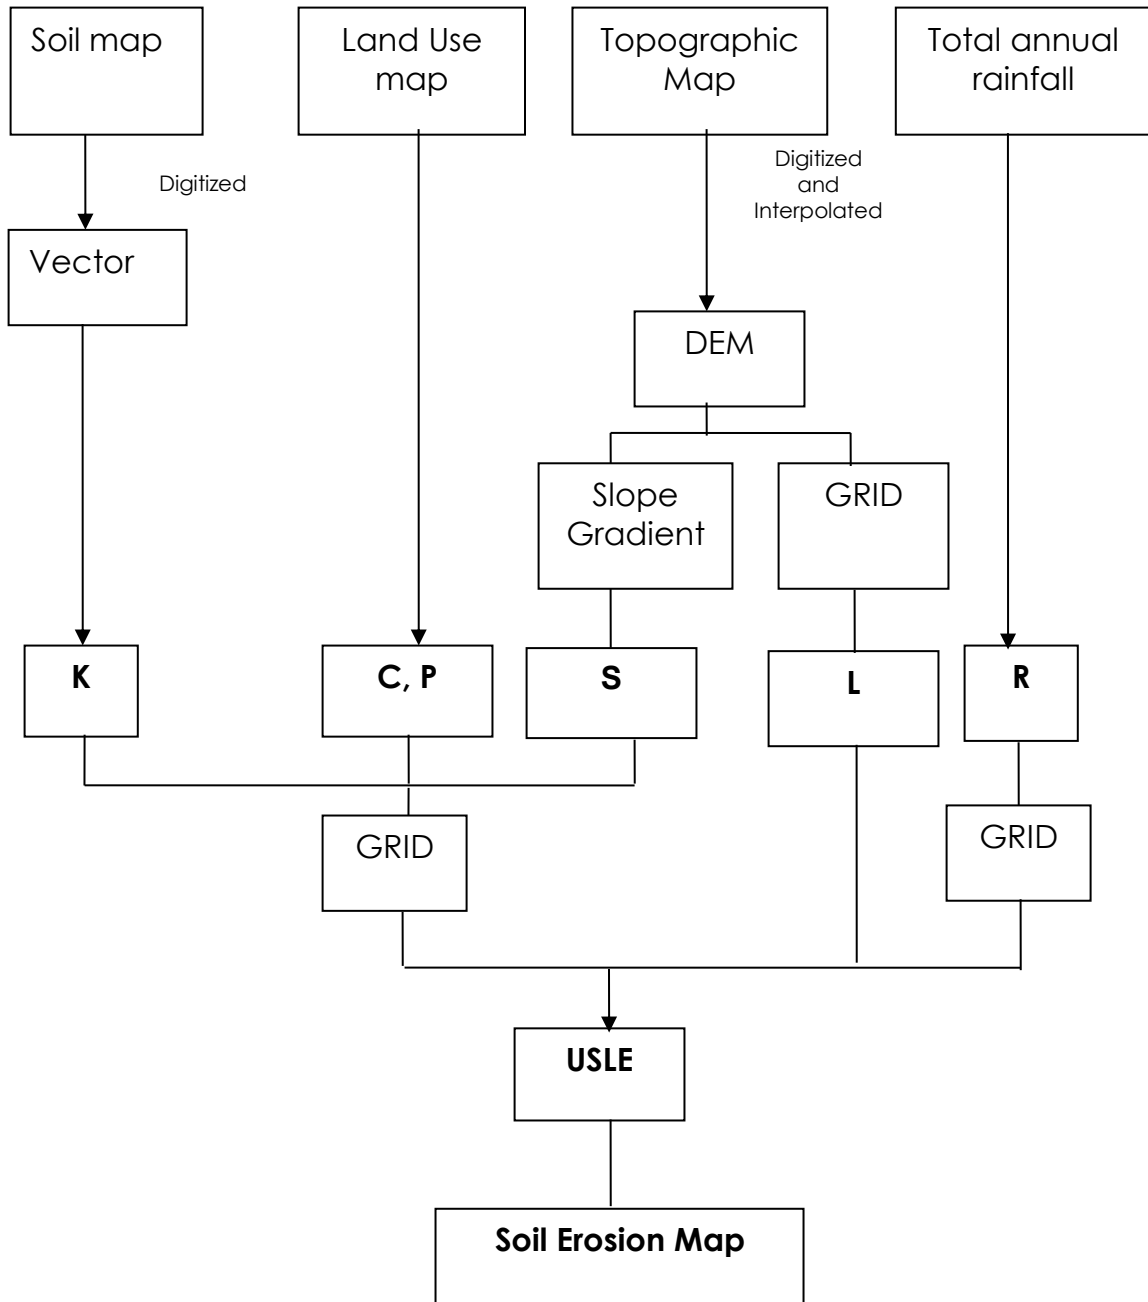 Soil map
Land Use
map
Topographic
Map
Total annual
rainfall
Digitized
Digitized
and
Interpolated
Vector
DEM
Slope
Gradient
GRID
K
C, P
S
L
R
GRID
GRID
USLE
Soil Erosion Map